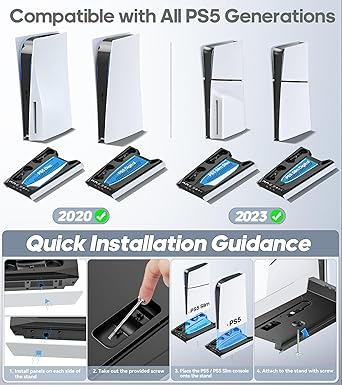 Compatible with All PS5 Generations
2020
2023
Quick Installation Guidance
PS5 Slim
PS5
1. Install panels on each side of
the stand
2. Take out the provided screw
3. Place the PS5 / PS5 Slim console
onto the stand
4. Attach to the stand with screw